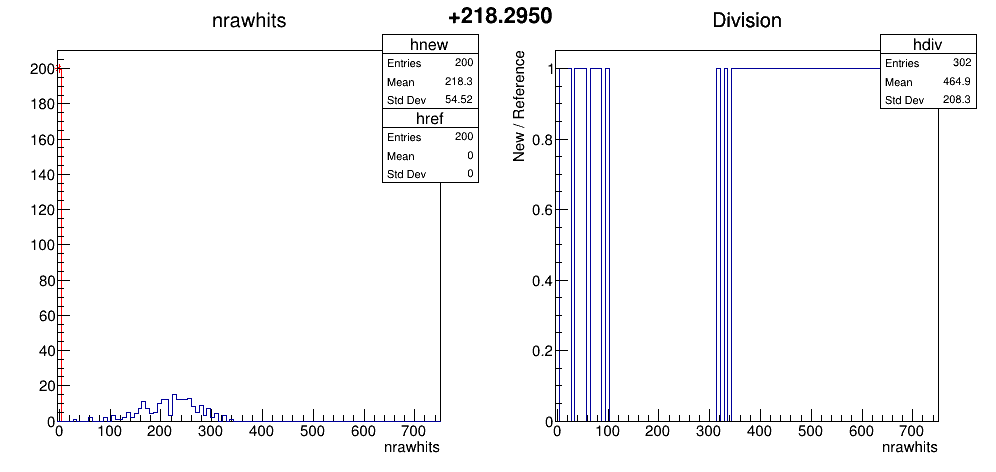 +218.2950
nrawhits
hnew
Entries 200
Mean 218.3
Std Dev 54.52
href
Entries 200
Mean 0
Std Dev 0
200
180
160
140
120
100
80
60
40
20
0
0 100 200 300 400 500 600 700
nrawhits
Division
hdiv
Entries 302
Mean 464.9
Std Dev 208.3
New / Reference
1
0.8
0.6
0.4
0.2
0
0 100 200 300 400 500 600 700
nrawhits